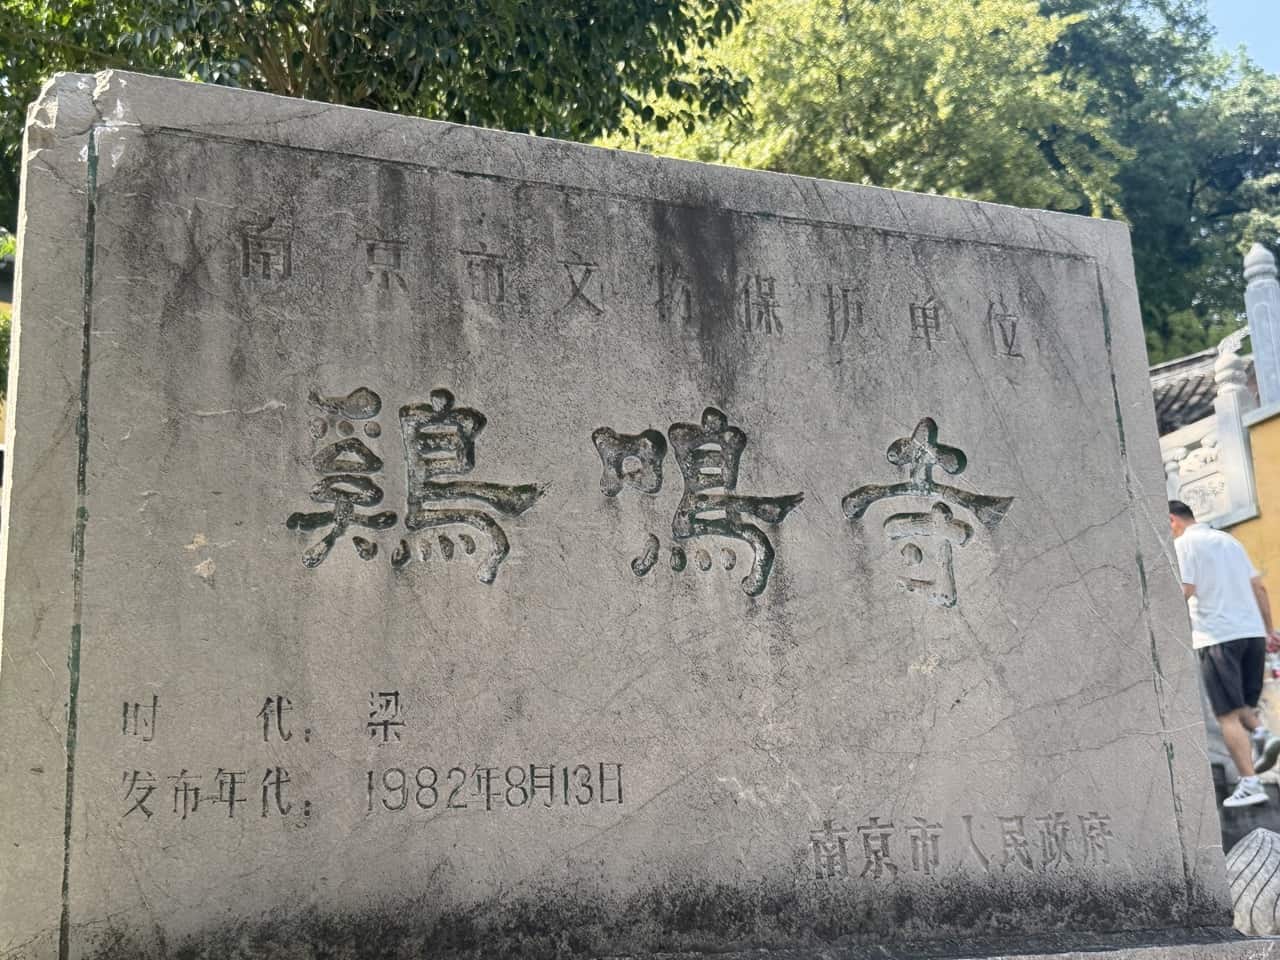 南京市文物保护单位
鷄鳴寺
时　　代：梁
发布年代：1982年8月13日
南京市人民政府